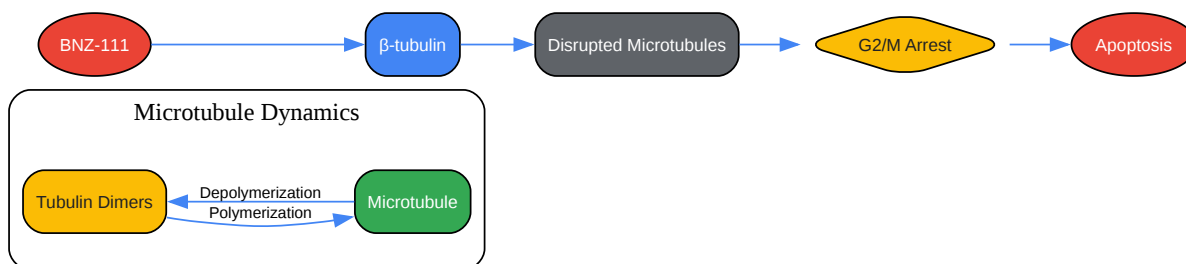 BNZ-111
β-tubulin
Disrupted Microtubules
G2/M Arrest
Apoptosis
Microtubule Dynamics
Tubulin Dimers
Depolymerization
Polymerization
Microtubule